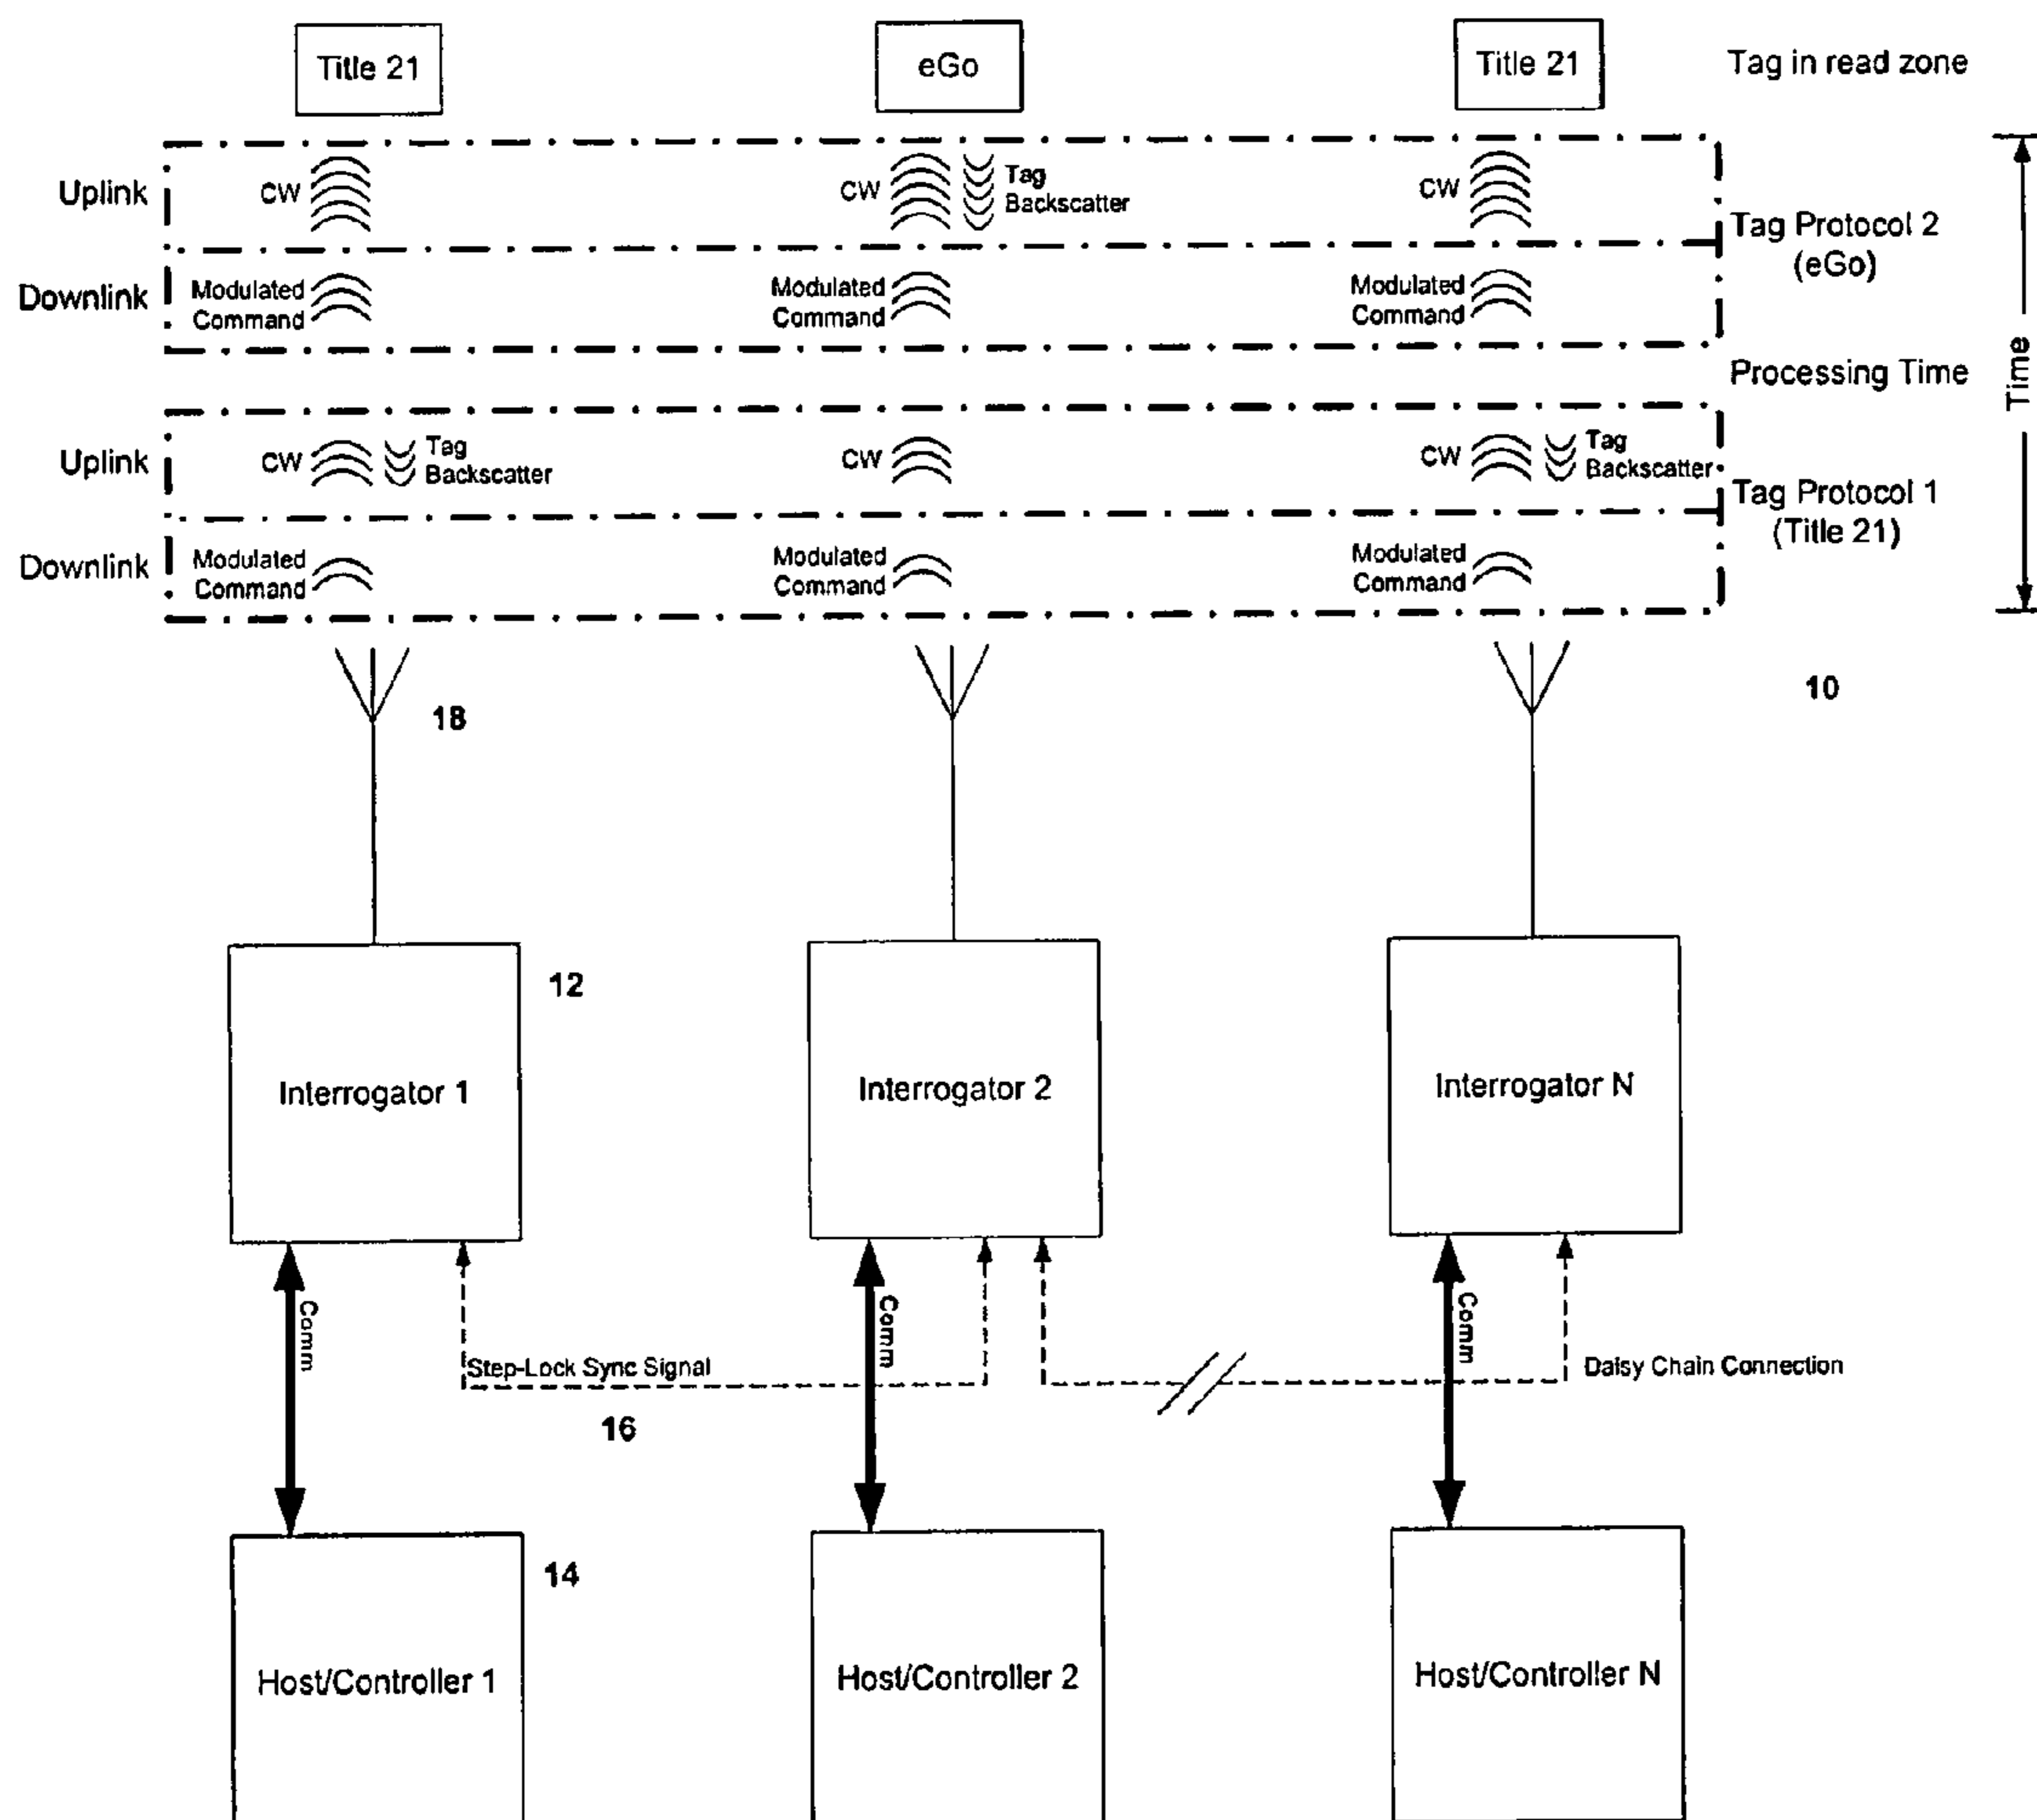 Title 21
eGo
Title 21
Tag in read zone
Uplink
CW
CW
Tag
Backscatter
CW
Tag Protocol 2
(eGo)
Downlink
Modulated
Command
Modulated
Command
Modulated
Command
Processing Time
Time
Uplink
CW
Tag
Backscatter
CW
CW
Tag
Backscatter
Tag Protocol 1
(Title 21)
Downlink
Modulated
Command
Modulated
Command
Modulated
Command
18
10
Interrogator 1
12
Interrogator 2
Interrogator N
Comm
Comm
Comm
Step-Lock Sync Signal
Daisy Chain Connection
16
Host/Controller 1
14
Host/Controller 2
Host/Controller N